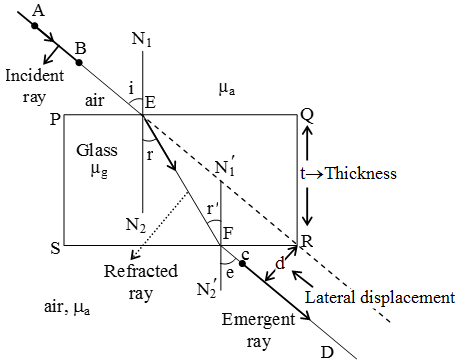 A
N₁
B
Incident
ray
i
E
air
μₐ
P
Q
Glass
μg
r
N₁′
t→Thickness
r′
N₂
F
S
R
c
d
e
Refracted
ray
N₂′
Lateral displacement
air, μₐ
Emergent
ray
D